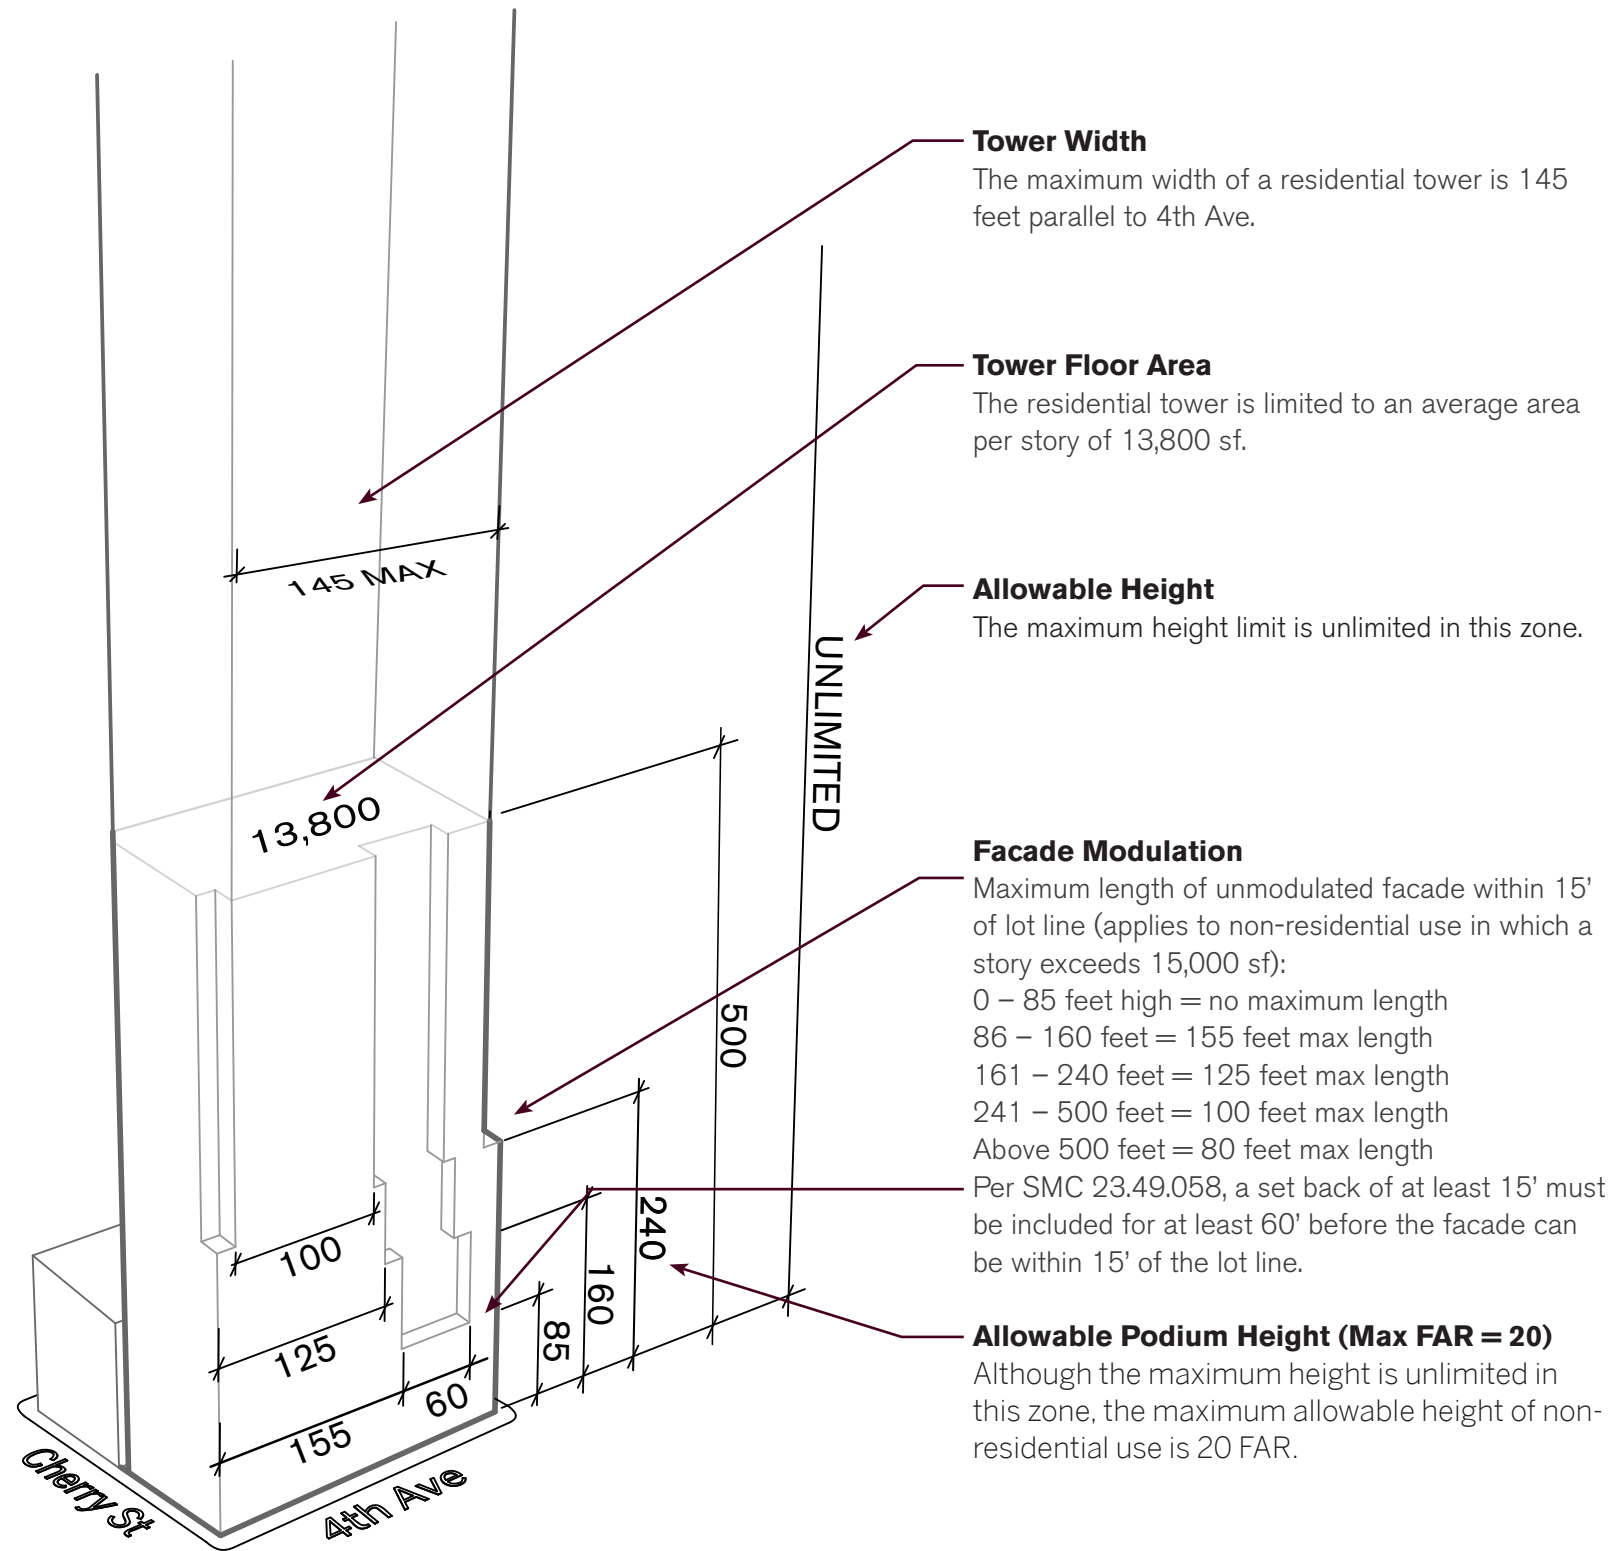 Tower Width
The maximum width of a residential tower is 145
feet parallel to 4th Ave.
Tower Floor Area
The residential tower is limited to an average area
per story of 13,800 sf.
145 MAX
Allowable Height
The maximum height limit is unlimited in this zone.
UNLIMITED
13,800
Facade Modulation
Maximum length of unmodulated facade within 15’
of lot line (applies to non-residential use in which a
story exceeds 15,000 sf):
0 – 85 feet high = no maximum length
86 – 160 feet = 155 feet max length
161 – 240 feet = 125 feet max length
241 – 500 feet = 100 feet max length
Above 500 feet = 80 feet max length
Per SMC 23.49.058, a set back of at least 15’ must
be included for at least 60’ before the facade can
be within 15’ of the lot line.
500
240
160
85
100
125
60
155
Allowable Podium Height (Max FAR = 20)
Although the maximum height is unlimited in
this zone, the maximum allowable height of non-
residential use is 20 FAR.
Cherry St
4th Ave